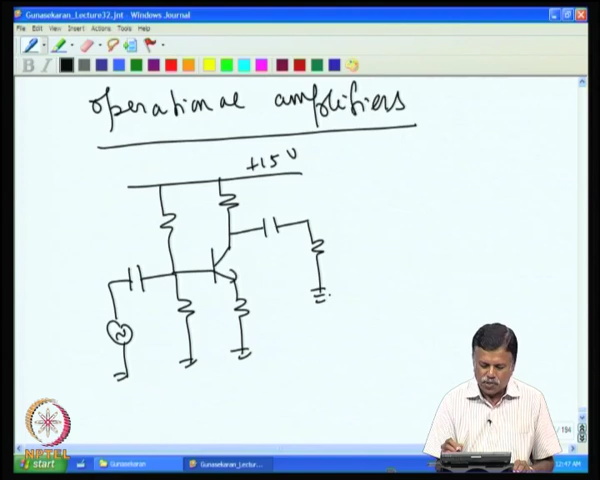 Gunasekaran_Lecture32.jnt - Windows Journal
File Edit View Insert Actions Tools Help
B I
operational amplifiers
+15 V
/ 194
NPTEL
start
Gunasekaran
Gunasekaran_Lectur...
12:47 AM